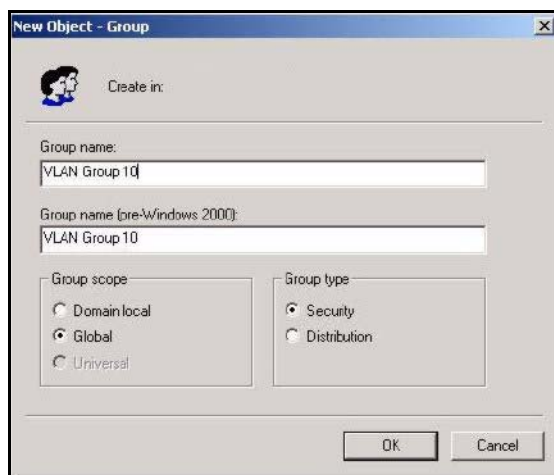 New Object - Group
Create in:
Group name:
VLAN Group 10
Group name (pre-Windows 2000):
VLAN Group 10
Group scope
Domain local
Global
Universal
Group type
Security
Distribution
OK
Cancel